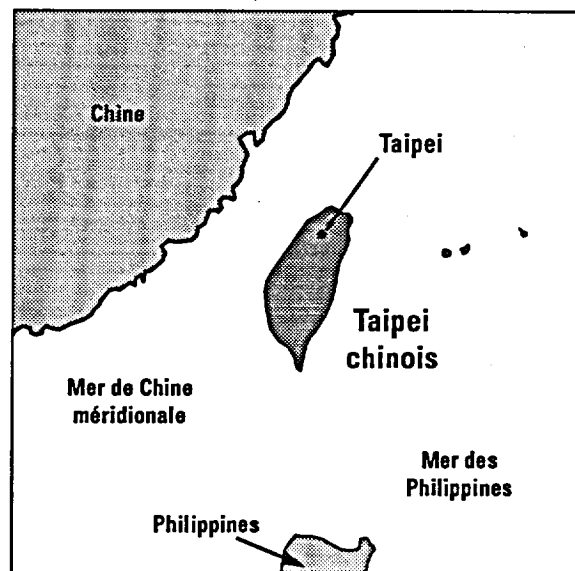 Chine
Taipei
Taipei
chinois
Mer de Chine
méridionale
Mer des
Philippines
Philippines